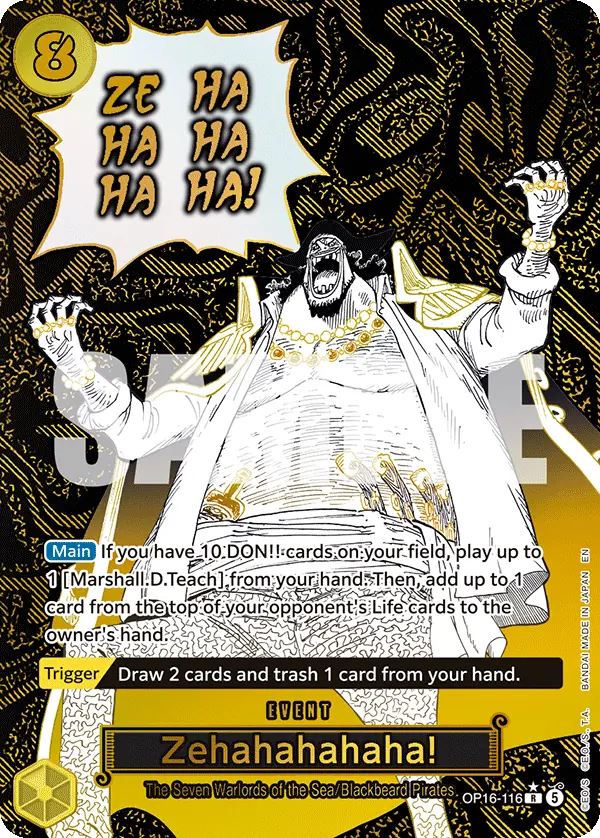 8
ZE HA
HA HA
HA HA!
SAMPLE
Main If you have 10 DON!! cards on your field, play up to
1 [Marshall.D.Teach] from your hand. Then, add up to 1
card from the top of your opponent's Life cards to the
owner's hand.
Trigger Draw 2 cards and trash 1 card from your hand.
EVENT
Zehahahahaha!
The Seven Warlords of the Sea/Blackbeard Pirates
OP16-116 R 5
©EO/S ©E.O./S., T.A. BANDAI MADE IN JAPAN EN